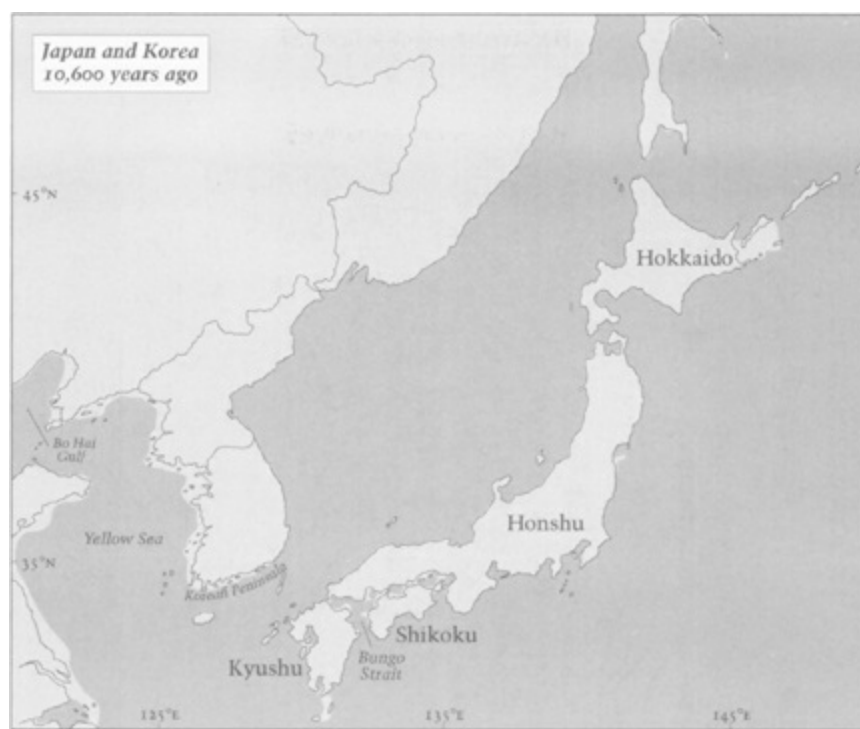 Japan and Korea
10,600 years ago
45°N
Hokkaido
Bo Hai
Gulf
Honshu
Yellow Sea
35°N
Korean Peninsula
Shikoku
Kyushu
Bungo
Strait
125°E
135°E
145°E